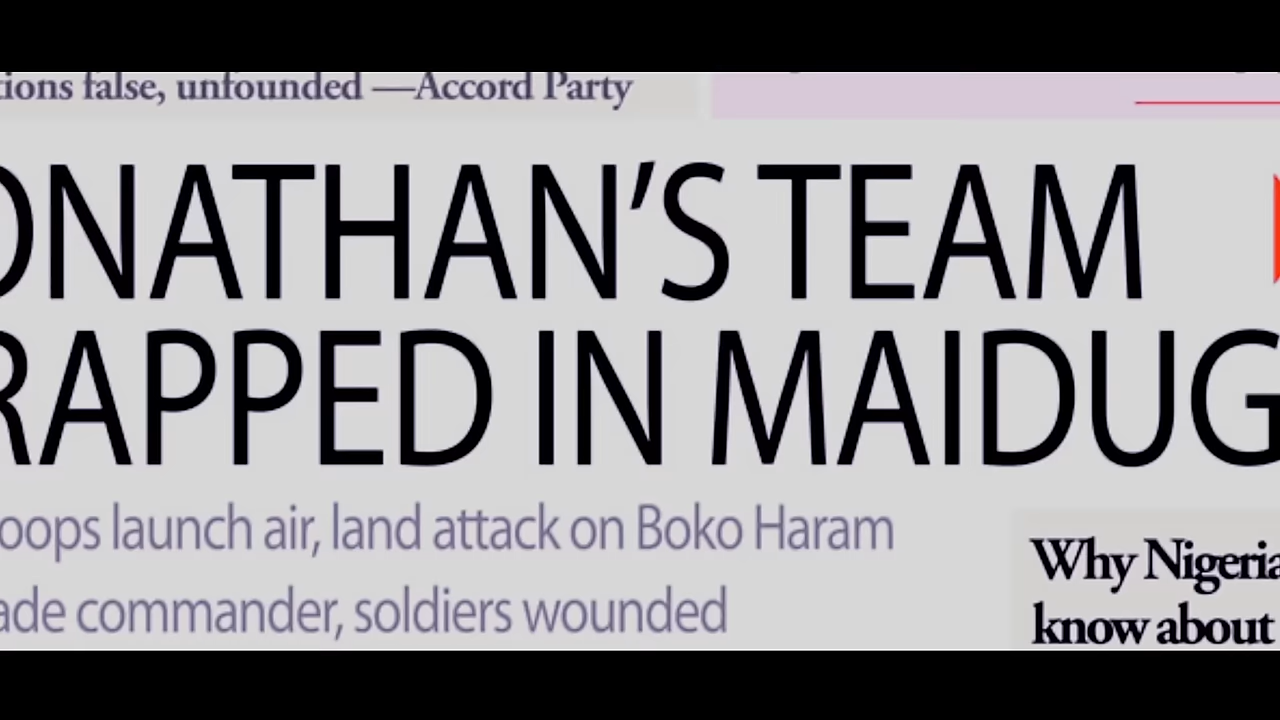 tions false, unfounded —Accord Party
ONATHAN'S TEAM
RAPPED IN MAIDUG
oops launch air, land attack on Boko Haram
ade commander, soldiers wounded
Why Nigeria
know about